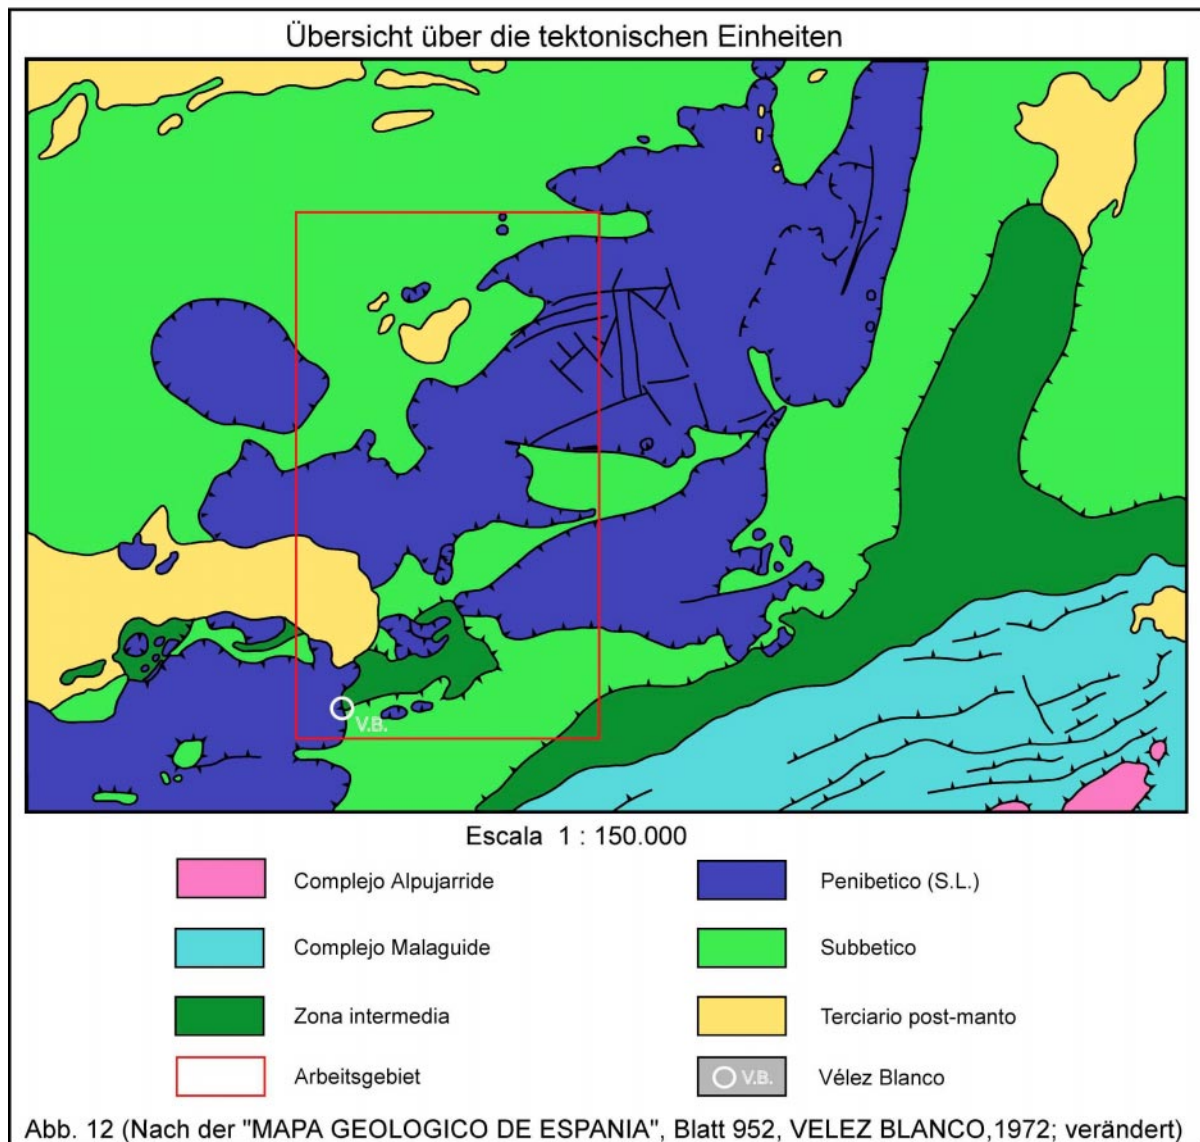 Übersicht über die tektonischen Einheiten
V.B.
Escala 1 : 150.000
Complejo Alpujarride
Penibetico (S.L.)
Complejo Malaguide
Subbetico
Zona intermedia
Terciario post-manto
Arbeitsgebiet
V.B.
Vélez Blanco
Abb. 12 (Nach der "MAPA GEOLOGICO DE ESPANIA", Blatt 952, VELEZ BLANCO,1972; verändert)